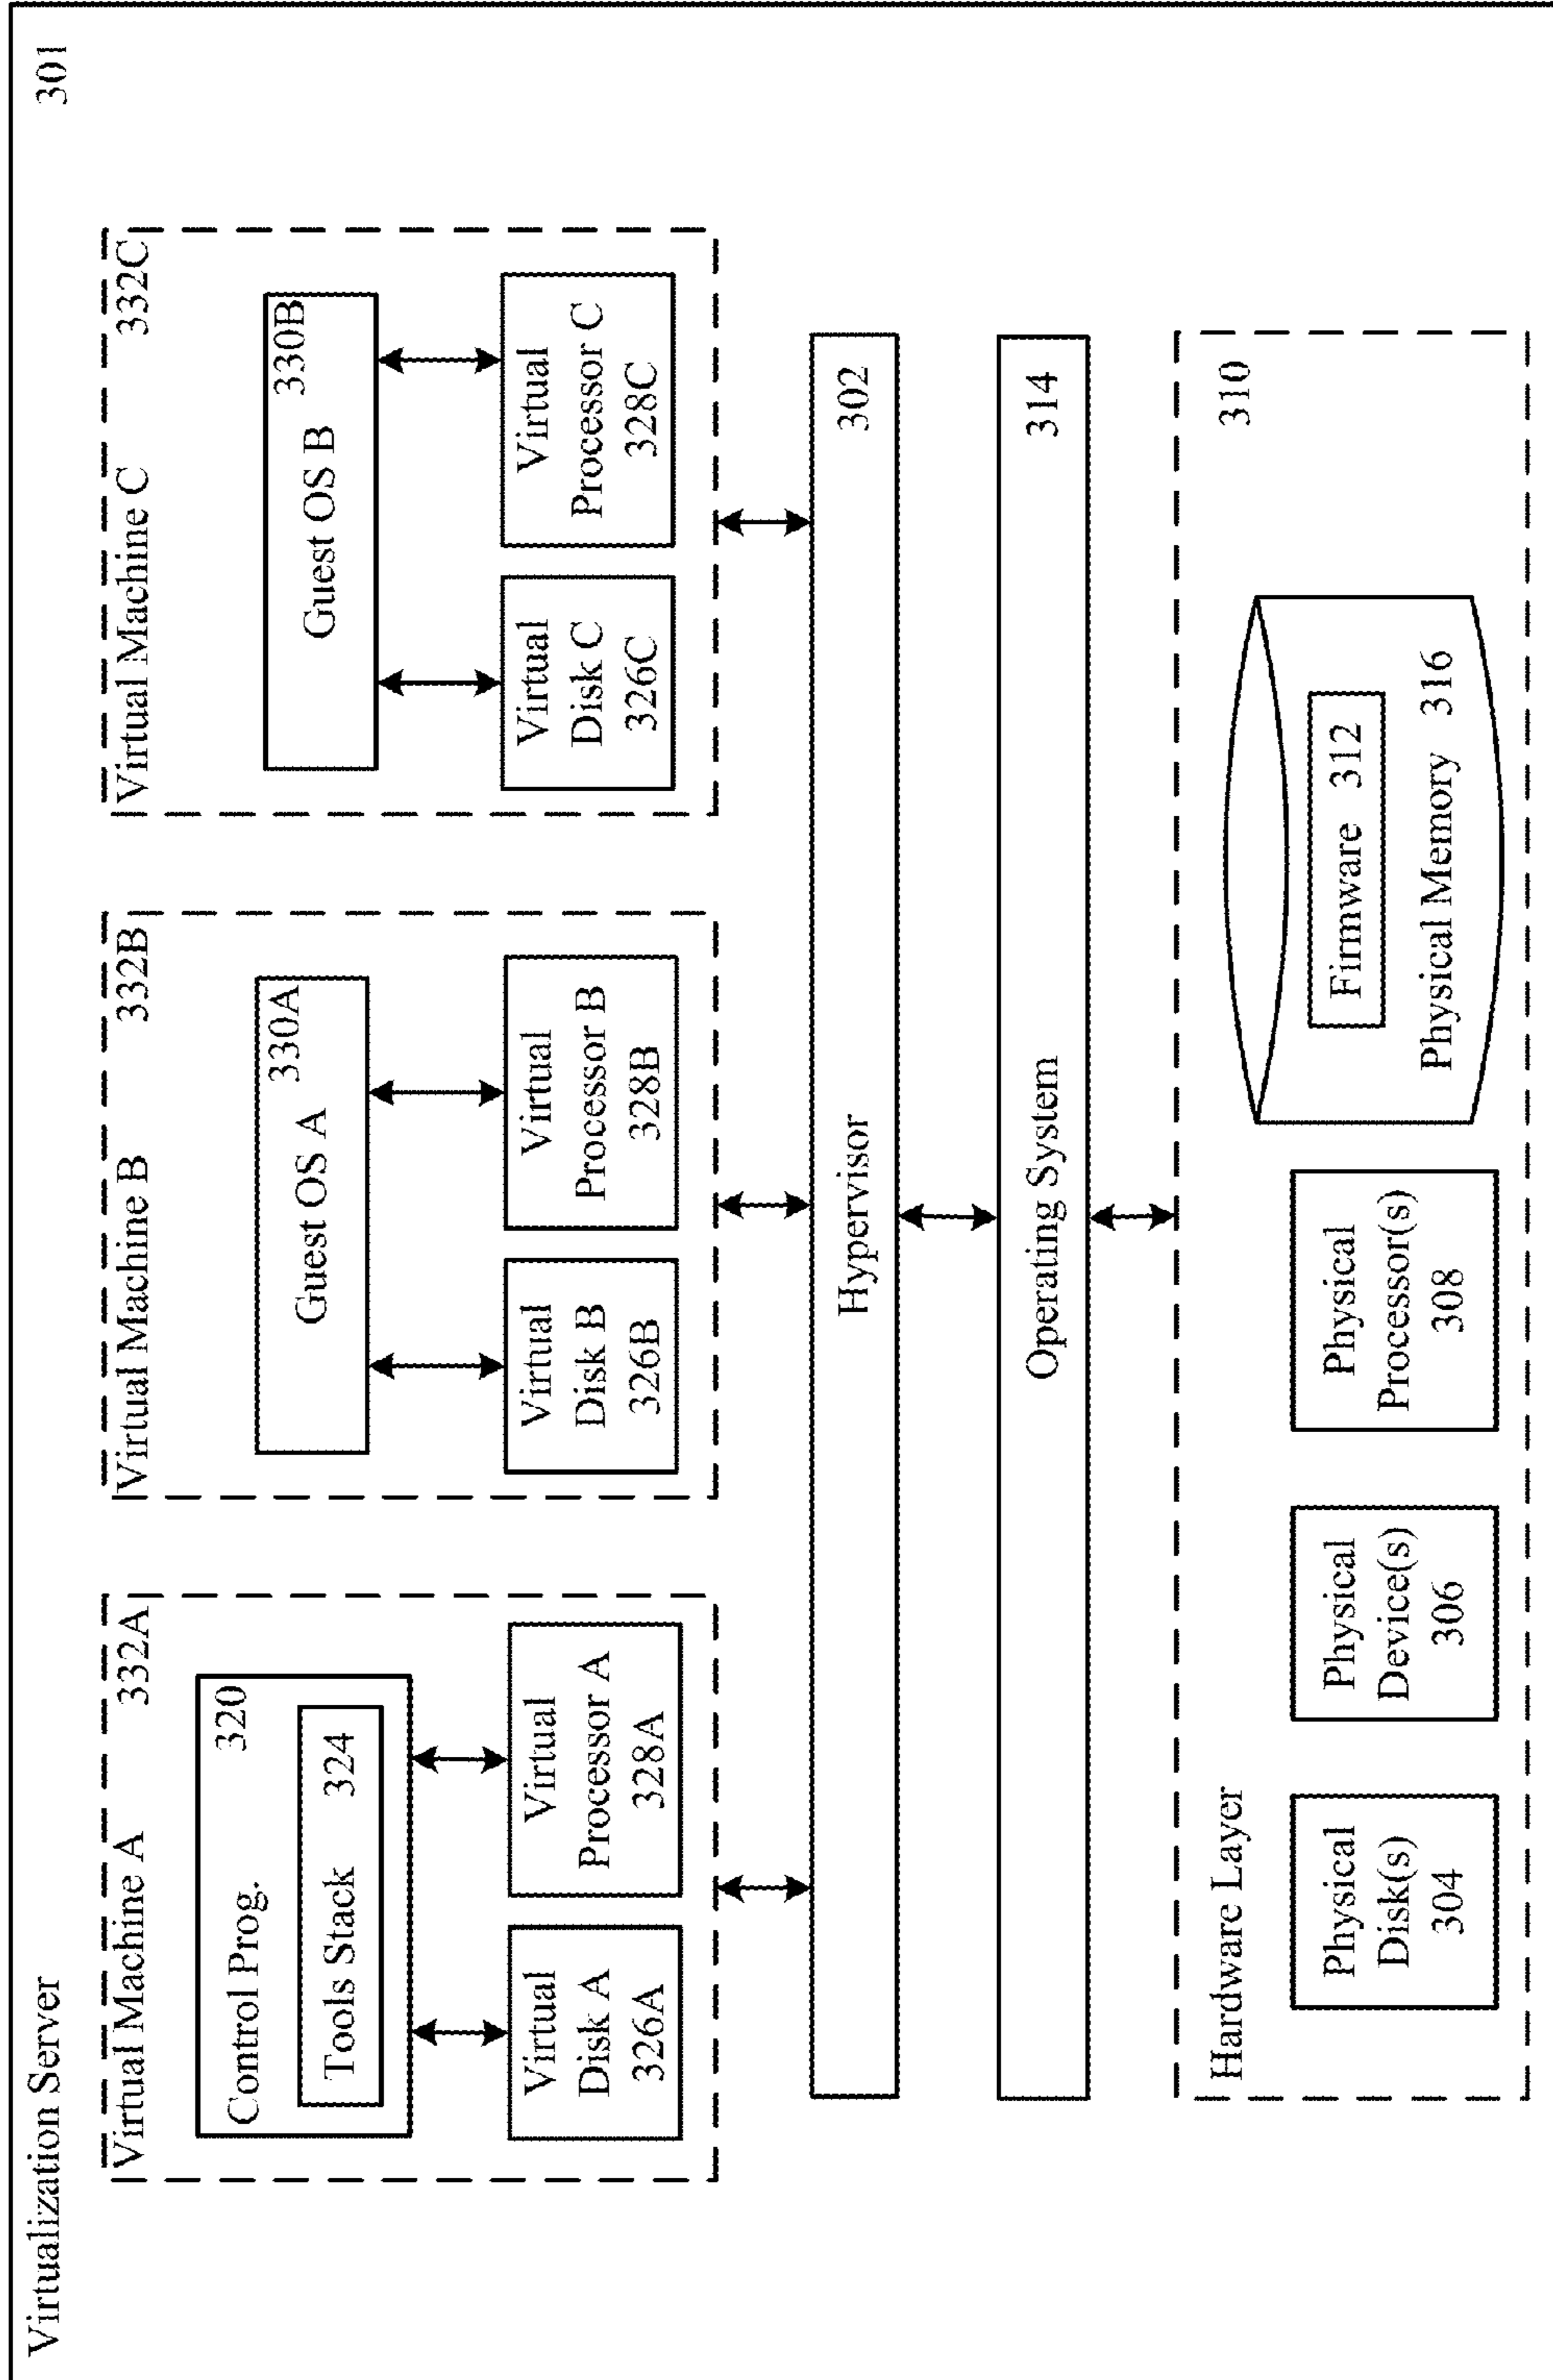 Virtualization Server
301
Virtual Machine A 332A
Control Prog.
320
Tools Stack 324
Virtual
Disk A
326A
Virtual
Processor A
328A
Virtual Machine B 332B
330A
Guest OS A
Virtual
Disk B
326B
Virtual
Processor B
328B
Virtual Machine C 332C
330B
Guest OS B
Virtual
Disk C
326C
Virtual
Processor C
328C
Hypervisor
302
Operating System
314
Hardware Layer
310
Physical
Disk(s)
304
Physical
Device(s)
306
Physical
Processor(s)
308
Firmware 312
Physical Memory 316